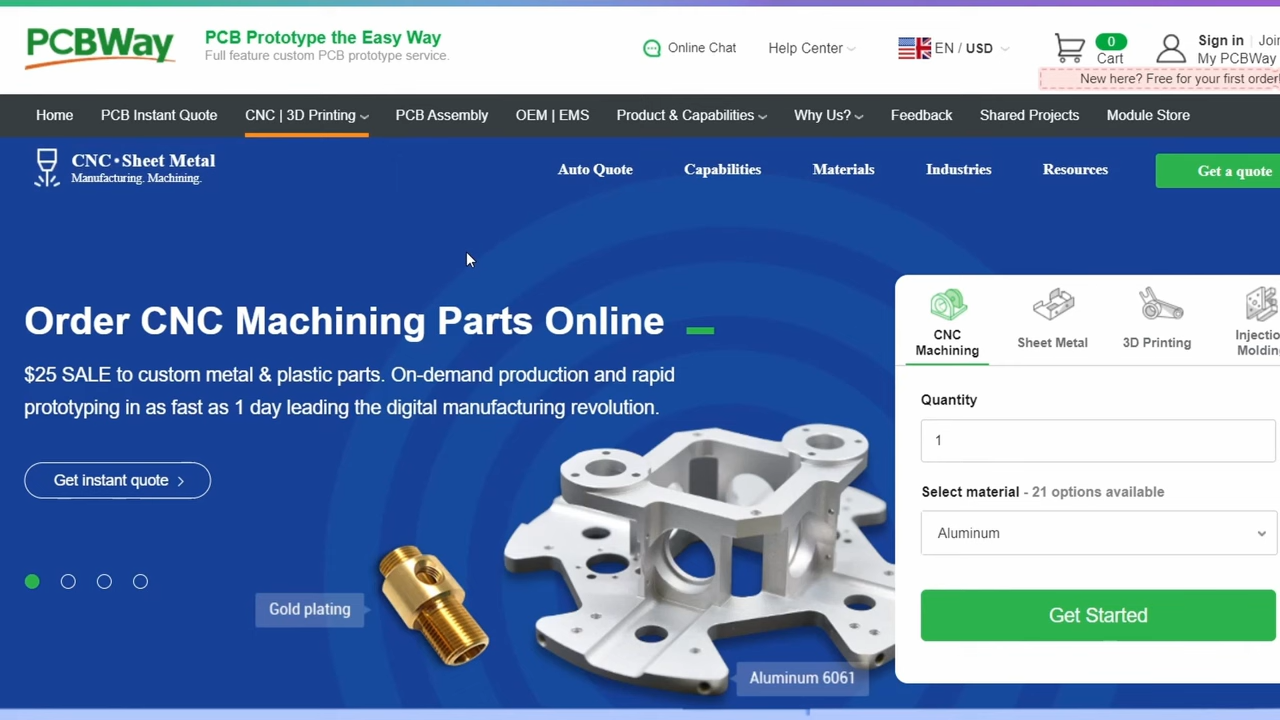 PCBWay
PCB Prototype the Easy Way
Full feature custom PCB prototype service.
Online Chat
Help Center
EN / USD
0
Cart
Sign in | Join
My PCBWay
New here? Free for your first order!
Home
PCB Instant Quote
CNC | 3D Printing
PCB Assembly
OEM | EMS
Product & Capabilities
Why Us?
Feedback
Shared Projects
Module Store
CNC•Sheet Metal
Manufacturing. Machining.
Auto Quote
Capabilities
Materials
Industries
Resources
Get a quote
Order CNC Machining Parts Online
$25 SALE to custom metal & plastic parts. On-demand production and rapid
prototyping in as fast as 1 day leading the digital manufacturing revolution.
Get instant quote
Gold plating
Aluminum 6061
CNC
Machining
Sheet Metal
3D Printing
Quantity
1
Select material - 21 options available
Aluminum
Get Started